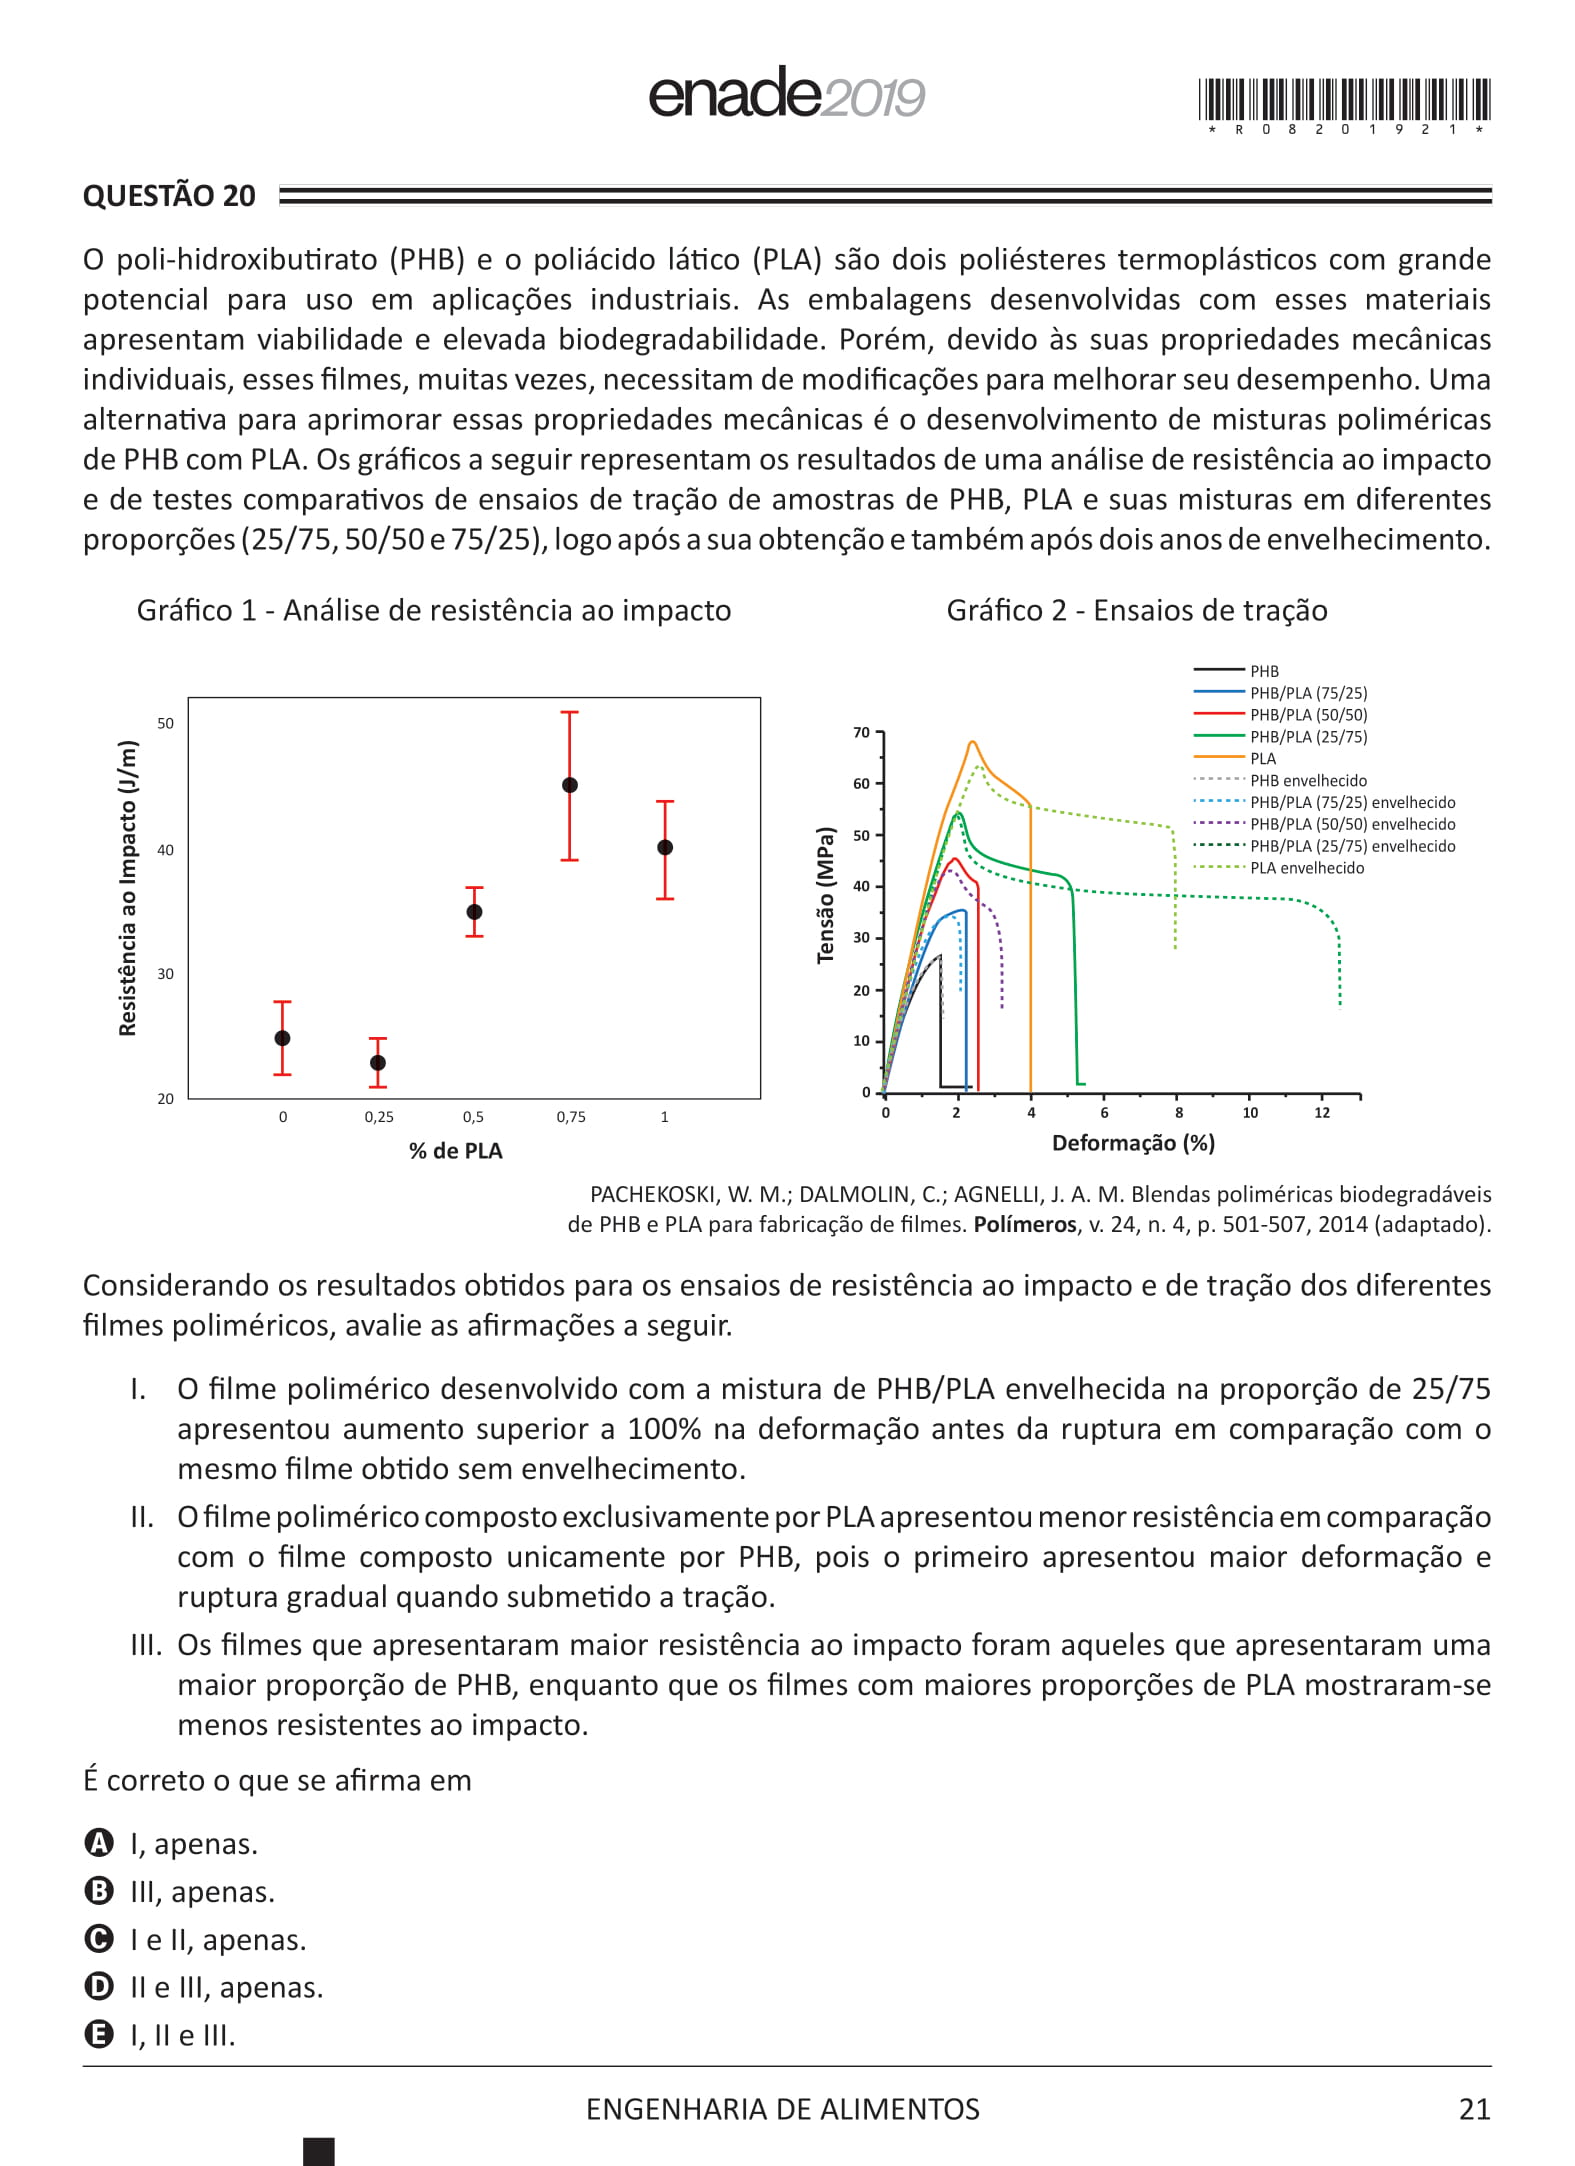 enade2019
*R08201921*
QUESTÃO 20
O poli-hidroxibutirato (PHB) e o poliácido lático (PLA) são dois poliésteres termoplásticos com grande
potencial para uso em aplicações industriais. As embalagens desenvolvidas com esses materiais
apresentam viabilidade e elevada biodegradabilidade. Porém, devido às suas propriedades mecânicas
individuais, esses filmes, muitas vezes, necessitam de modificações para melhorar seu desempenho. Uma
alternativa para aprimorar essas propriedades mecânicas é o desenvolvimento de misturas poliméricas
de PHB com PLA. Os gráficos a seguir representam os resultados de uma análise de resistência ao impacto
e de testes comparativos de ensaios de tração de amostras de PHB, PLA e suas misturas em diferentes
proporções (25/75, 50/50 e 75/25), logo após a sua obtenção e também após dois anos de envelhecimento.
Gráfico 1 - Análise de resistência ao impacto
Resistência ao Impacto (J/m)
50
40
30
20
0 0,25 0,5 0,75 1
% de PLA
Gráfico 2 - Ensaios de tração
PHB
PHB/PLA (75/25)
PHB/PLA (50/50)
PHB/PLA (25/75)
PLA
PHB envelhecido
PHB/PLA (75/25) envelhecido
PHB/PLA (50/50) envelhecido
PHB/PLA (25/75) envelhecido
PLA envelhecido
Tensão (MPa)
70
60
50
40
30
20
10
0
0 2 4 6 8 10 12
Deformação (%)
PACHEKOSKI, W. M.; DALMOLIN, C.; AGNELLI, J. A. M. Blendas poliméricas biodegradáveis
de PHB e PLA para fabricação de filmes. Polímeros, v. 24, n. 4, p. 501-507, 2014 (adaptado).
Considerando os resultados obtidos para os ensaios de resistência ao impacto e de tração dos diferentes
filmes poliméricos, avalie as afirmações a seguir.
I. O filme polimérico desenvolvido com a mistura de PHB/PLA envelhecida na proporção de 25/75
apresentou aumento superior a 100% na deformação antes da ruptura em comparação com o
mesmo filme obtido sem envelhecimento.
II. O filme polimérico composto exclusivamente por PLA apresentou menor resistência em comparação
com o filme composto unicamente por PHB, pois o primeiro apresentou maior deformação e
ruptura gradual quando submetido a tração.
III. Os filmes que apresentaram maior resistência ao impacto foram aqueles que apresentaram uma
maior proporção de PHB, enquanto que os filmes com maiores proporções de PLA mostraram-se
menos resistentes ao impacto.
É correto o que se afirma em
A I, apenas.
B III, apenas.
C I e II, apenas.
D II e III, apenas.
E I, II e III.
ENGENHARIA DE ALIMENTOS
21